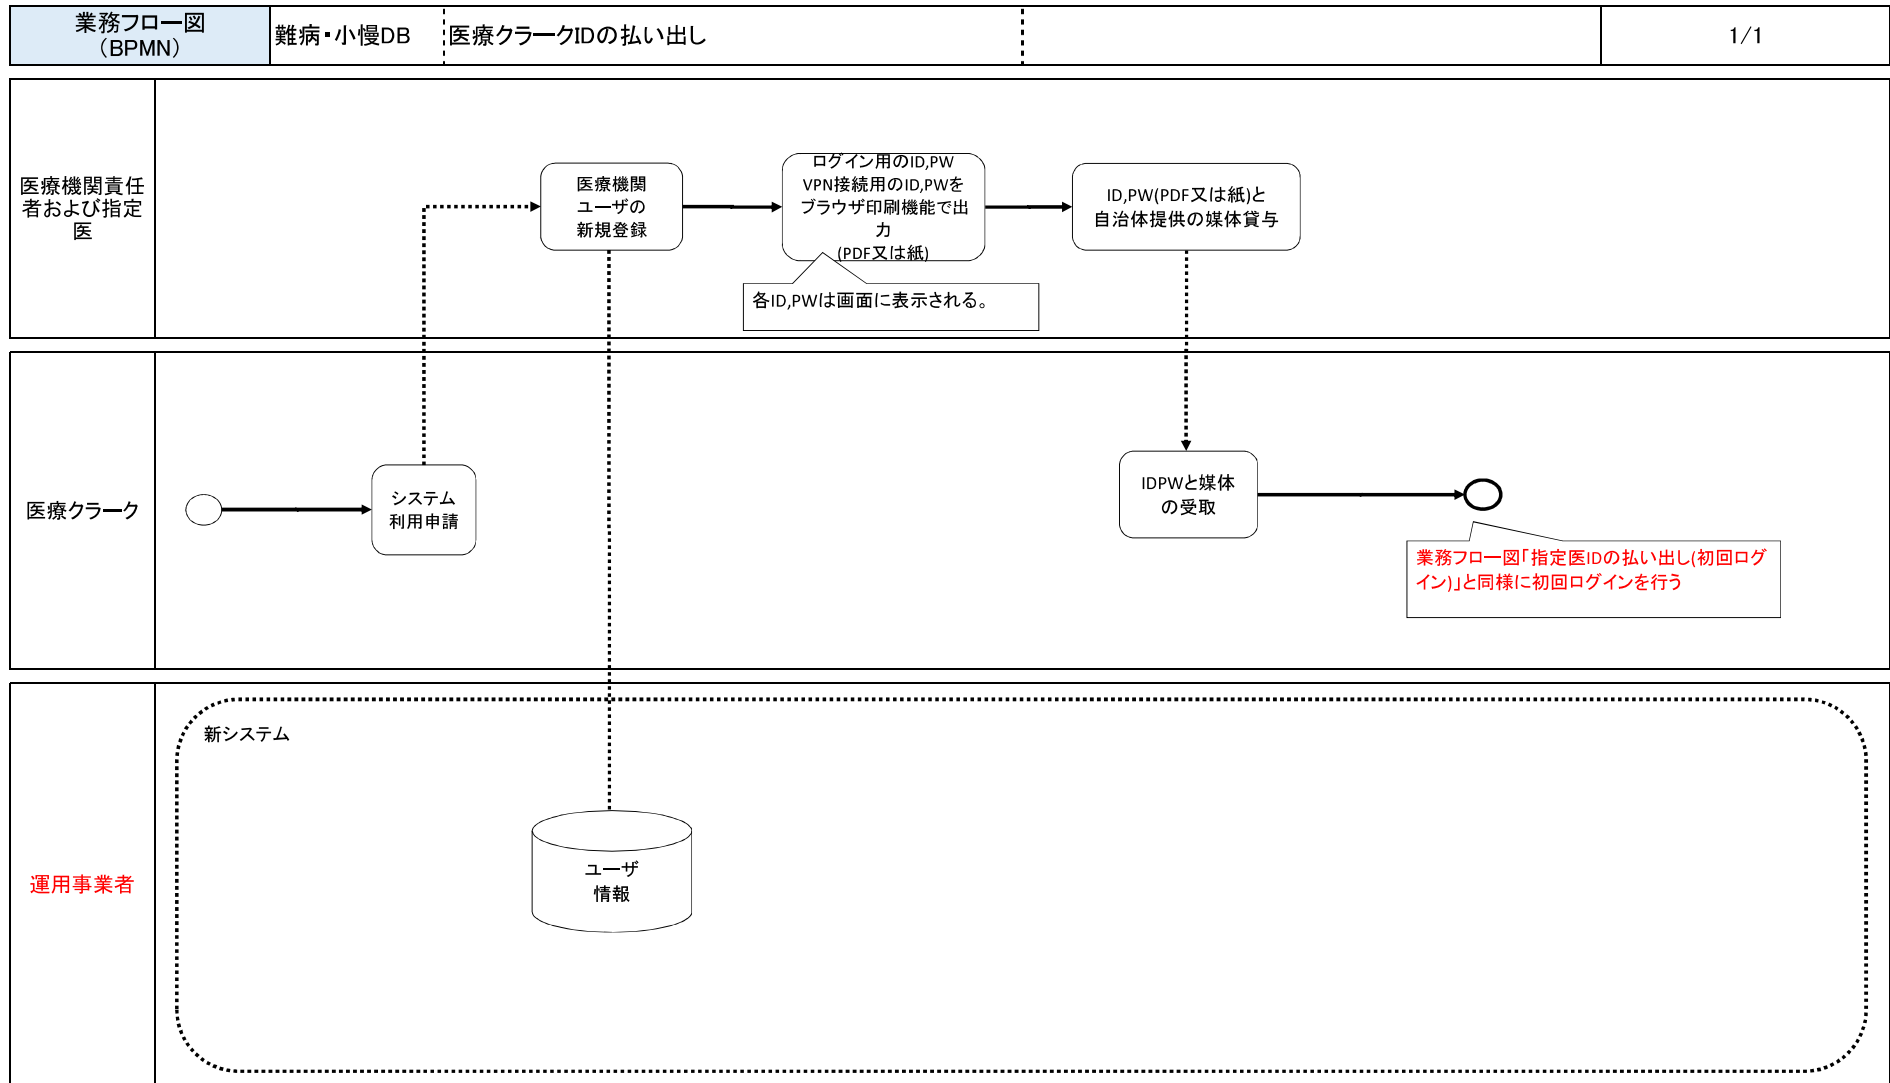 業務フロー図
（BPMN）
難病・小慢DB
医療クラークIDの払い出し
1/1
医療機関責任
者および指定
医
医療機関
ユーザの
新規登録
ログイン用のID,PW
VPN接続用のID,PWを
ブラウザ印刷機能で出
力
(PDF又は紙)
ID,PW(PDF又は紙)と
自治体提供の媒体貸与
各ID,PWは画面に表示される。
医療クラーク
システム
利用申請
IDPWと媒体
の受取
業務フロー図「指定医IDの払い出し(初回ログ
イン)」と同様に初回ログインを行う
運用事業者
新システム
ユーザ
情報